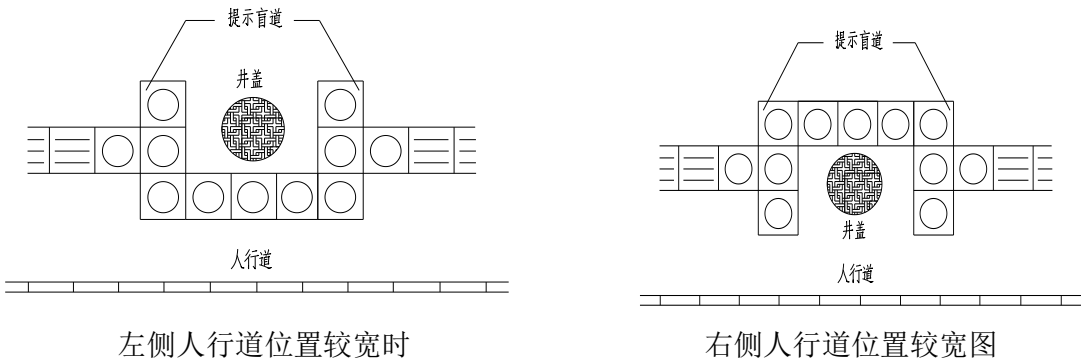 提示盲道
井盖
人行道
左侧人行道位置较宽时
提示盲道
井盖
人行道
右侧人行道位置较宽图